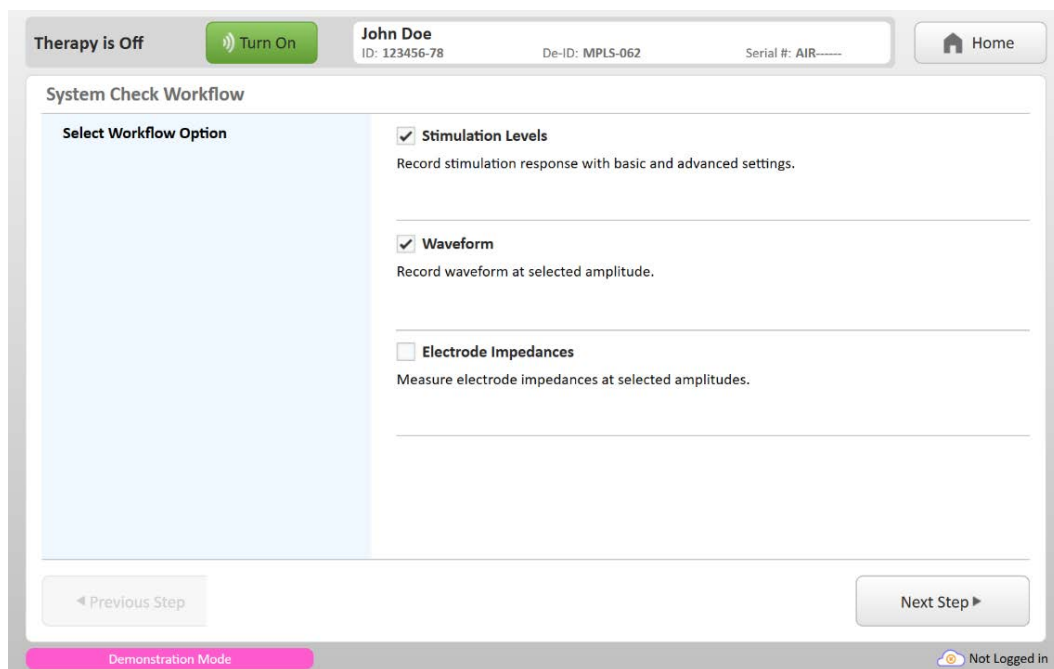 Therapy is Off
Turn On
John Doe
ID: 123456-78 De-ID: MPLS-062 Serial #: AIR------
Home
System Check Workflow
Select Workflow Option
Stimulation Levels
Record stimulation response with basic and advanced settings.
Waveform
Record waveform at selected amplitude.
Electrode Impedances
Measure electrode impedances at selected amplitudes.
Previous Step
Next Step
Demonstration Mode
Not Logged in